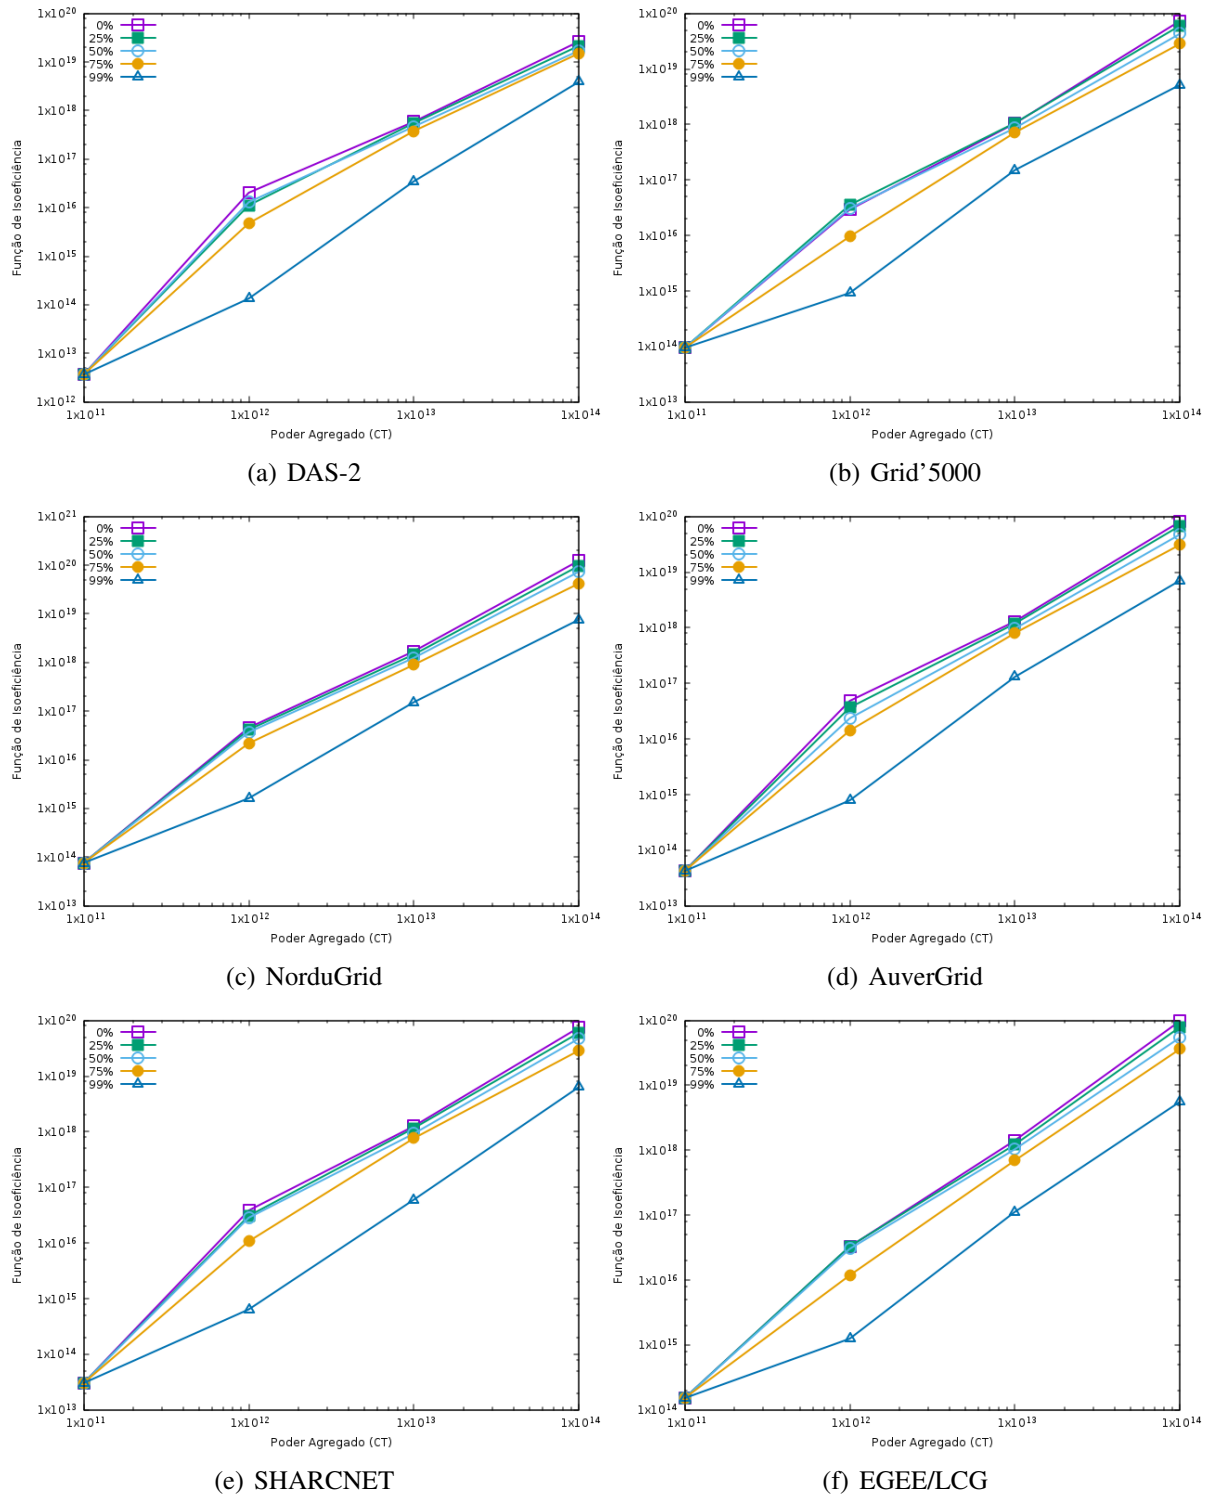 1x10^20
1x10^19
1x10^18
1x10^17
1x10^16
1x10^15
1x10^14
1x10^13
1x10^12
Função de Isoeficiência
0%
25%
50%
75%
99%
1x10^11 1x10^12 1x10^13 1x10^14
Poder Agregado (CT)
(a) DAS-2
1x10^20
1x10^19
1x10^18
1x10^17
1x10^16
1x10^15
1x10^14
1x10^13
Função de Isoeficiência
0%
25%
50%
75%
99%
1x10^11 1x10^12 1x10^13 1x10^14
Poder Agregado (CT)
(b) Grid’5000
1x10^21
1x10^20
1x10^19
1x10^18
1x10^17
1x10^16
1x10^15
1x10^14
1x10^13
Função de Isoeficiência
0%
25%
50%
75%
99%
1x10^11 1x10^12 1x10^13 1x10^14
Poder Agregado (CT)
(c) NorduGrid
1x10^20
1x10^19
1x10^18
1x10^17
1x10^16
1x10^15
1x10^14
1x10^13
Função de Isoeficiência
0%
25%
50%
75%
99%
1x10^11 1x10^12 1x10^13 1x10^14
Poder Agregado (CT)
(d) AuverGrid
1x10^20
1x10^19
1x10^18
1x10^17
1x10^16
1x10^15
1x10^14
1x10^13
Função de Isoeficiência
0%
25%
50%
75%
99%
1x10^11 1x10^12 1x10^13 1x10^14
Poder Agregado (CT)
(e) SHARCNET
1x10^20
1x10^19
1x10^18
1x10^17
1x10^16
1x10^15
1x10^14
Função de Isoeficiência
0%
25%
50%
75%
99%
1x10^11 1x10^12 1x10^13 1x10^14
Poder Agregado (CT)
(f) EGEE/LCG